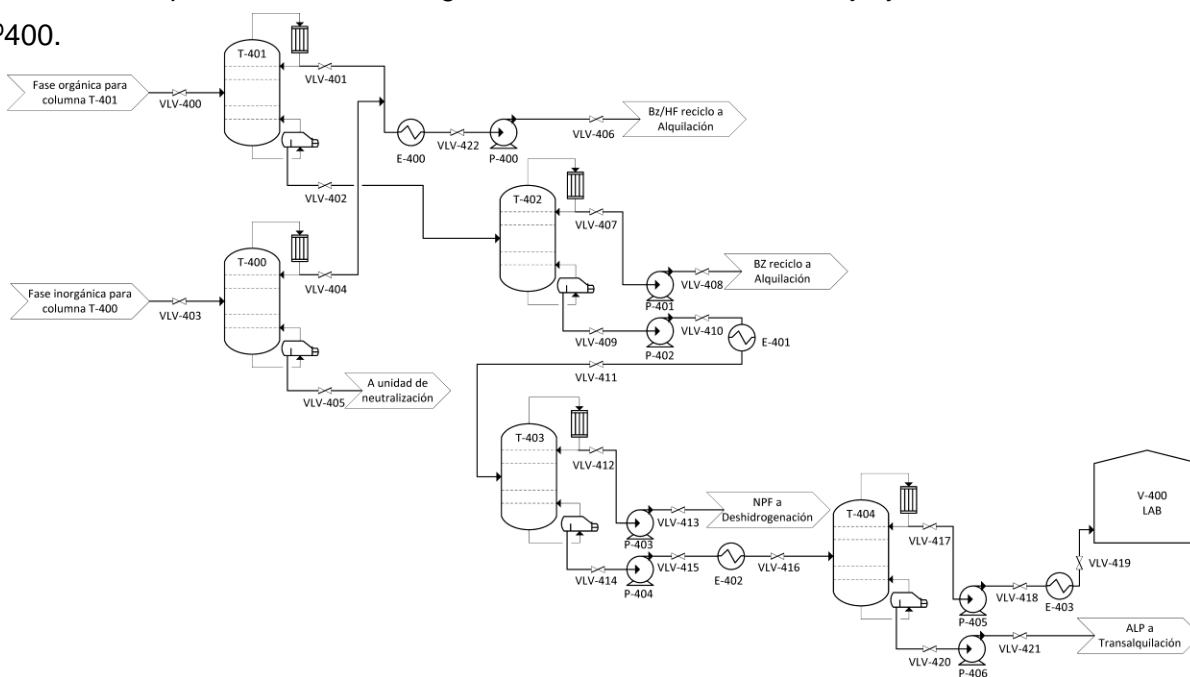 400.
T-401
Fase orgánica para
columna T-401
VLV-400
VLV-401
VLV-402
E-400
VLV-422
P-400
VLV-406
Bz/HF reciclo a
Alquilación
T-400
Fase inorgánica para
columna T-400
VLV-403
VLV-404
VLV-405
A unidad de
neutralización
T-402
VLV-407
P-401
VLV-408
BZ reciclo a
Alquilación
VLV-409
P-402
VLV-410
E-401
VLV-411
T-403
VLV-412
P-403
VLV-413
NPF a
Deshidrogenación
VLV-414
P-404
VLV-415
E-402
VLV-416
T-404
VLV-417
P-405
VLV-418
E-403
VLV-419
V-400
LAB
VLV-420
P-406
VLV-421
ALP a
Transalquilación